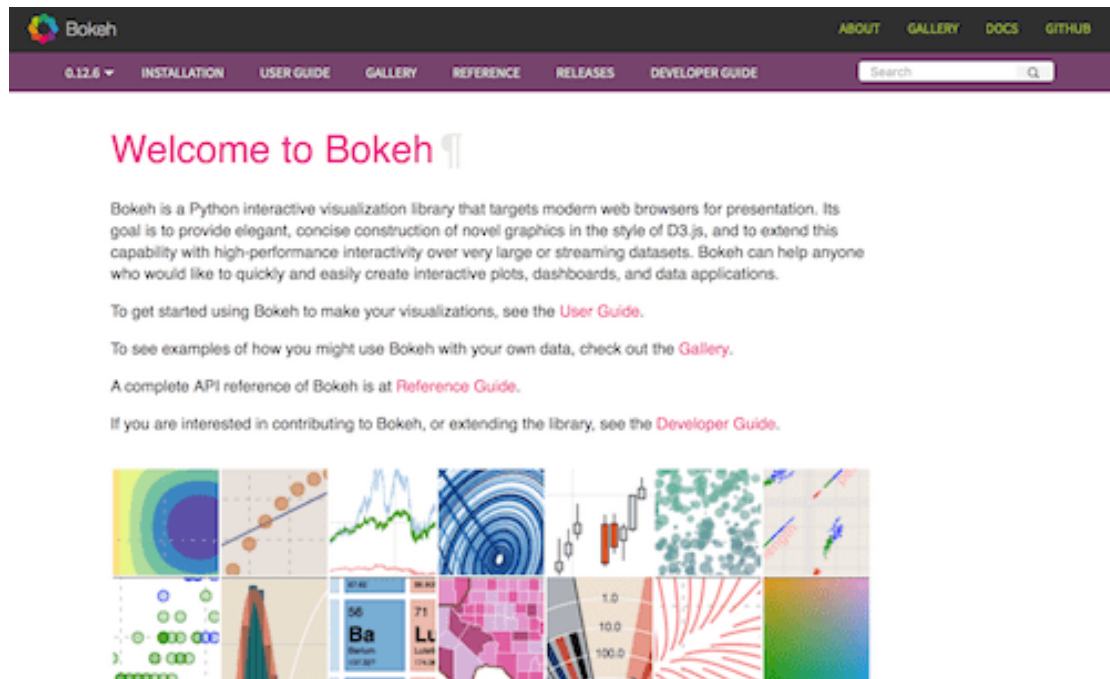 Bokeh
ABOUT GALLERY DOCS GITHUB
0.12.6 INSTALLATION USER GUIDE GALLERY REFERENCE RELEASES DEVELOPER GUIDE Search
Welcome to Bokeh ¶
Bokeh is a Python interactive visualization library that targets modern web browsers for presentation. Its
goal is to provide elegant, concise construction of novel graphics in the style of D3.js, and to extend this
capability with high-performance interactivity over very large or streaming datasets. Bokeh can help anyone
who would like to quickly and easily create interactive plots, dashboards, and data applications.
To get started using Bokeh to make your visualizations, see the User Guide.
To see examples of how you might use Bokeh with your own data, check out the Gallery.
A complete API reference of Bokeh is at Reference Guide.
If you are interested in contributing to Bokeh, or extending the library, see the Developer Guide.
56 71
Ba Lu
Barium
1.0
10.0
100.0